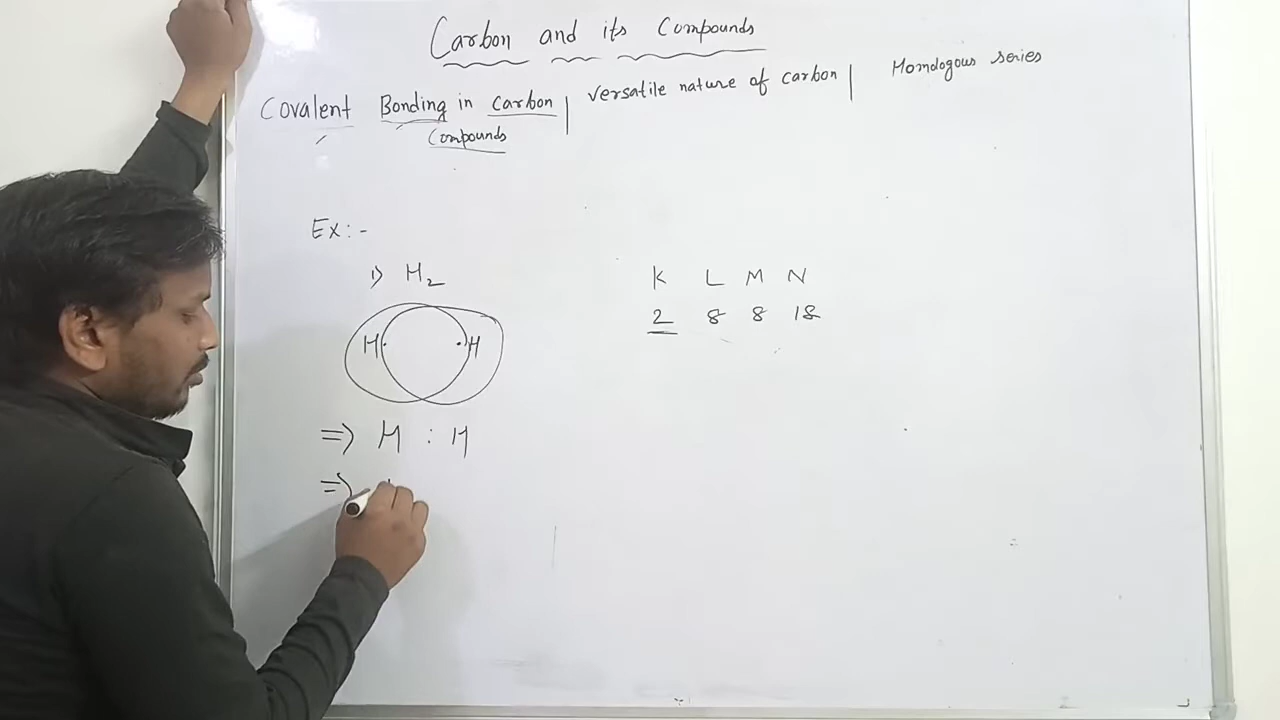 Carbon and its Compounds
Covalent Bonding in carbon | versatile nature of carbon | Homologous series
Compounds
Ex:-
1) H2
K L M N
2 8 8 18
H H
=> H : H
=>